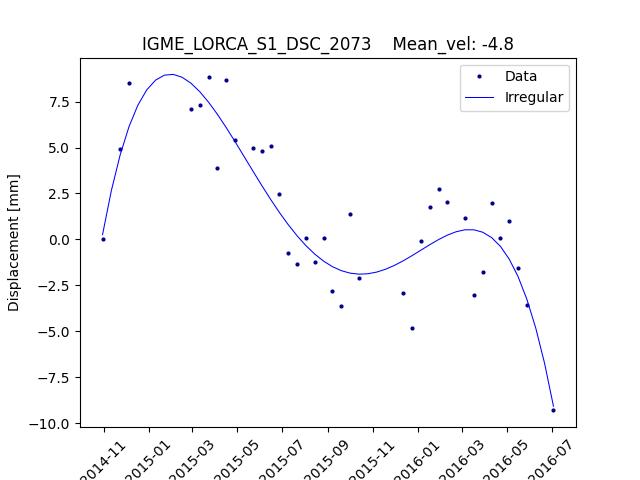 IGME_LORCA_S1_DSC_2073    Mean_vel: -4.8
Data
Irregular
Displacement [mm]
7.5
5.0
2.5
0.0
−2.5
−5.0
−7.5
−10.0
2014-11 2015-01 2015-03 2015-05 2015-07 2015-09 2015-11 2016-01 2016-03 2016-05 2016-07